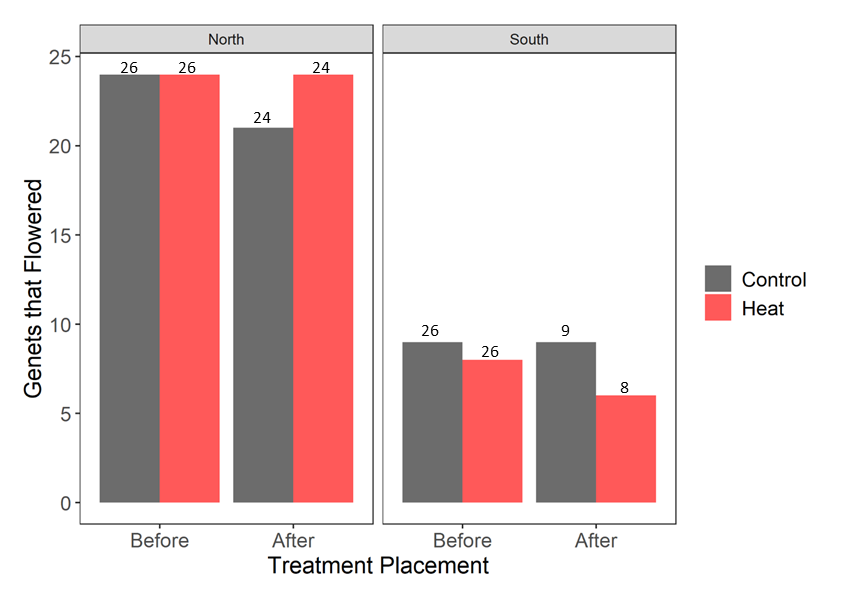 North
South
Genets that Flowered
25
20
15
10
5
0
26
26
24
24
26
26
9
8
Before
After
Before
After
Treatment Placement
Control
Heat